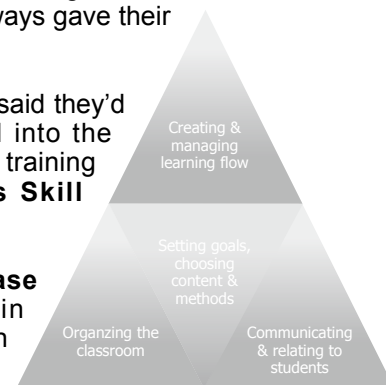 ways gave their
said they'd
into the
training
s Skill
ase
in
Creating &
managing
learning flow
Setting goals,
choosing
content &
methods
Organzing the
classroom
Communicating
& relating to
students